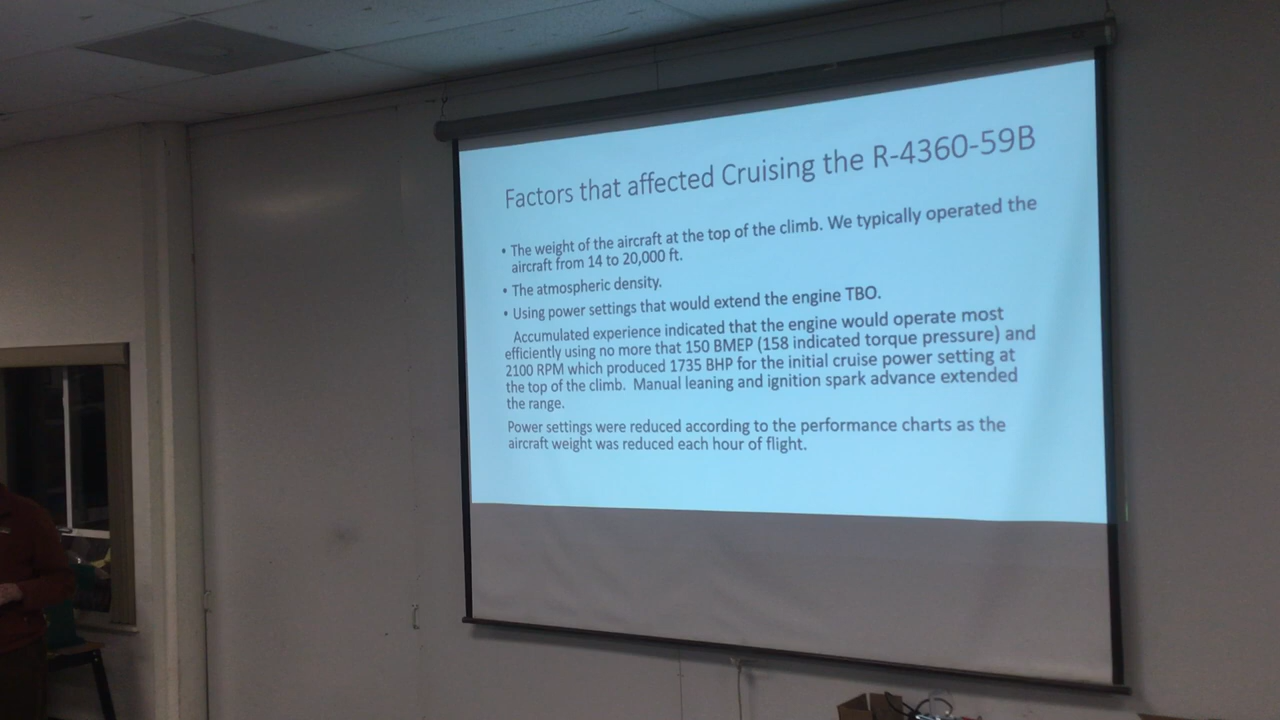 Factors that affected Cruising the R-4360-59B
• The weight of the aircraft at the top of the climb. We typically operated the
aircraft from 14 to 20,000 ft.
• The atmospheric density.
• Using power settings that would extend the engine TBO.
Accumulated experience indicated that the engine would operate most
efficiently using no more that 150 BMEP (158 indicated torque pressure) and
2100 RPM which produced 1735 BHP for the initial cruise power setting at
the top of the climb. Manual leaning and ignition spark advance extended
the range.
Power settings were reduced according to the performance charts as the
aircraft weight was reduced each hour of flight.